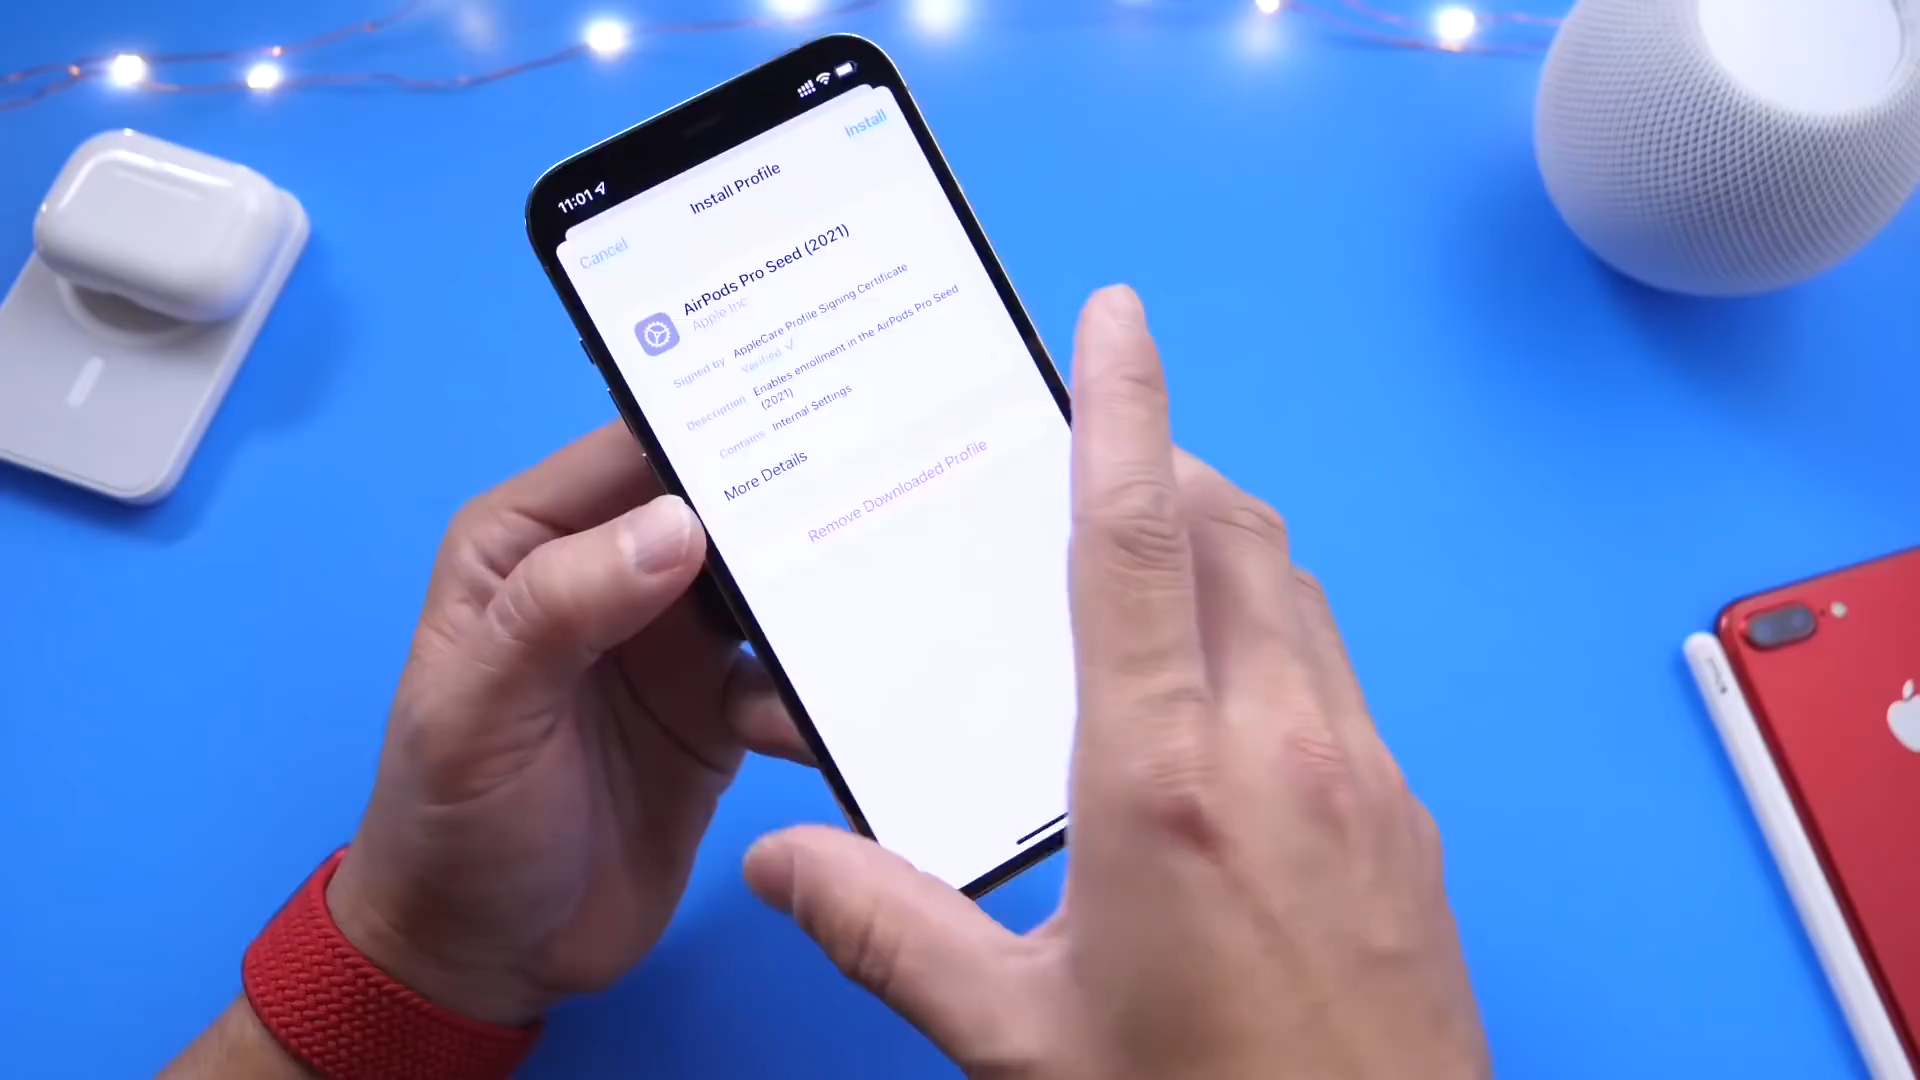 11:01
Install
Install Profile
Cancel
AirPods Pro Seed (2021)
Apple Inc.
Signed by AppleCare Profile Signing Certificate
Verified ✓
Description Enables enrollment in the AirPods Pro Seed
(2021)
Contains Internal Settings
More Details
Remove Downloaded Profile